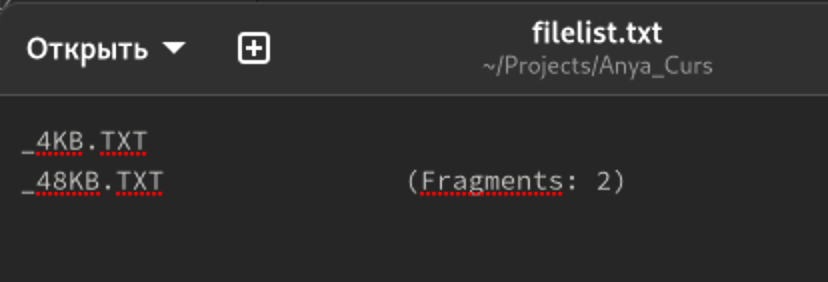 Открыть
filelist.txt
~/Projects/Anya_Curs
_4KB.TXT
_48KB.TXT (Fragments: 2)